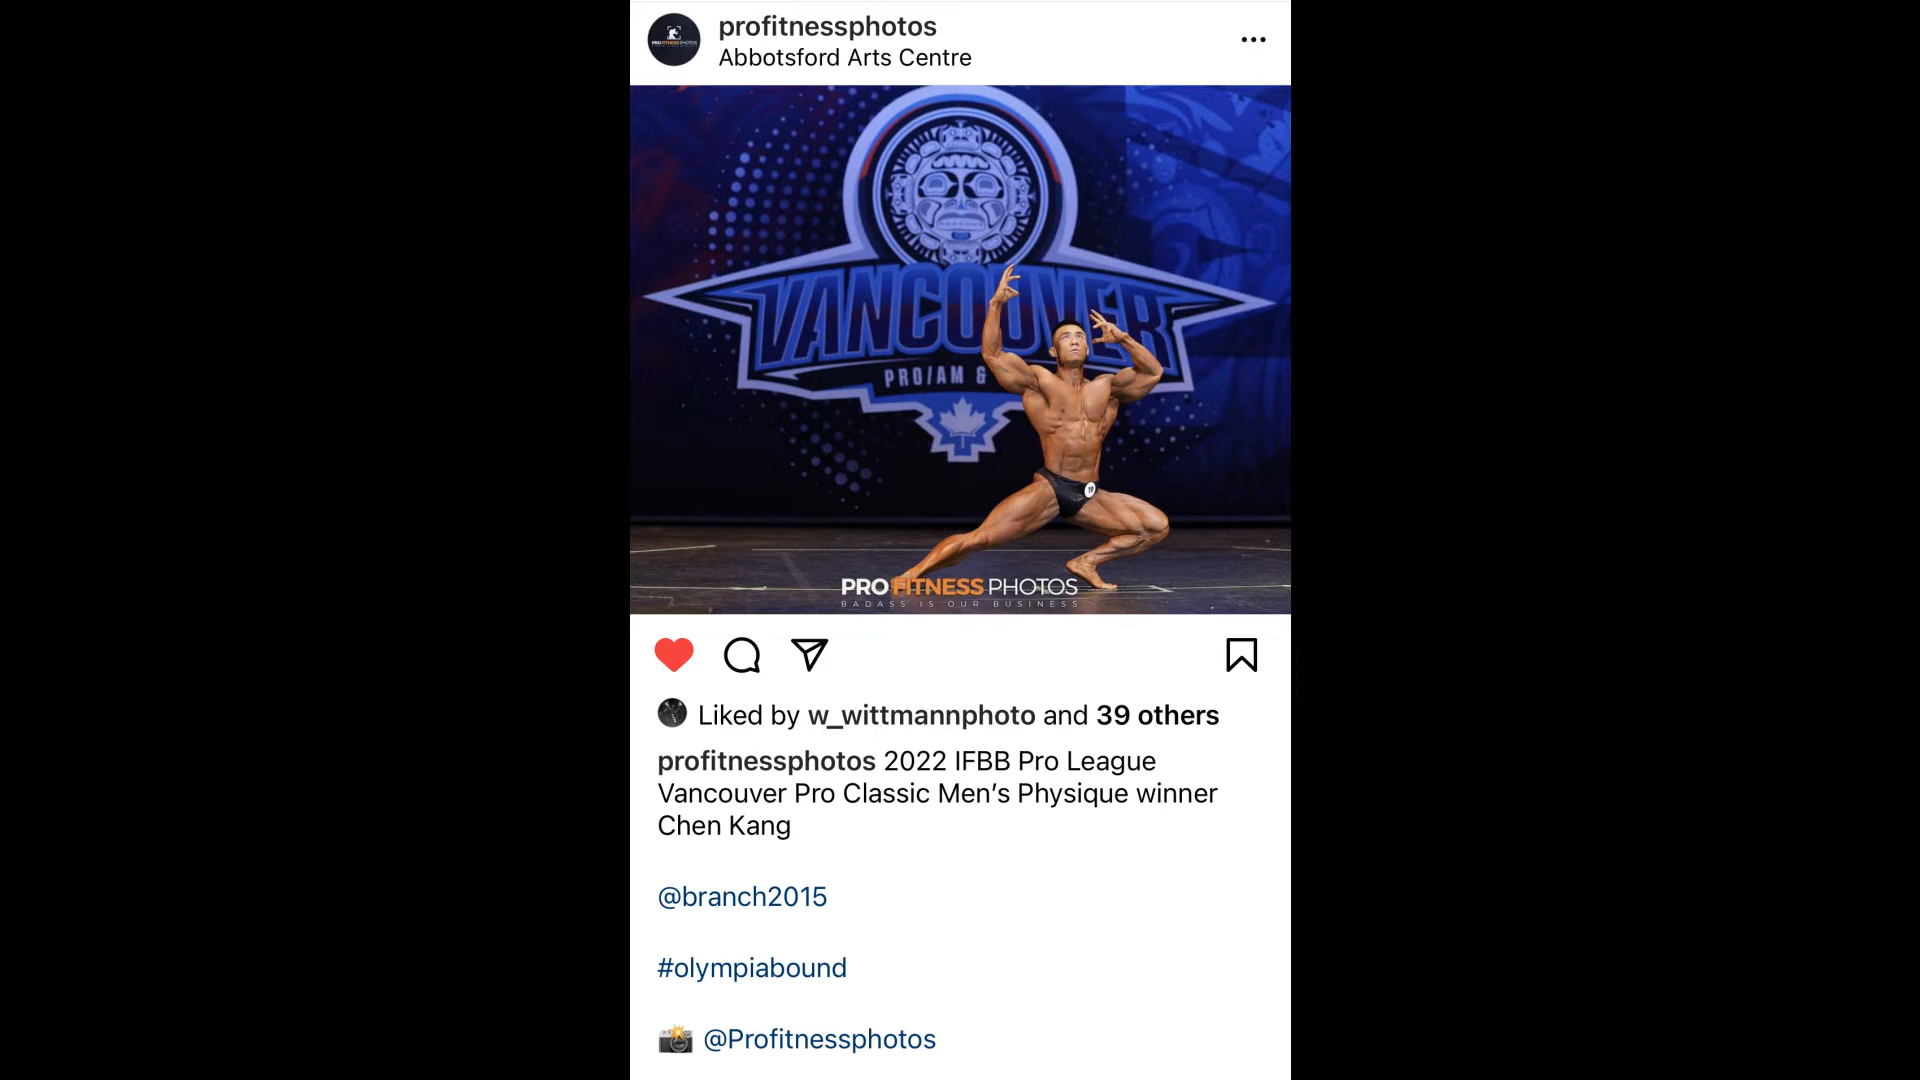 profitnessphotos
Abbotsford Arts Centre
VANCOUVER
PRO/AM &
PRO FITNESS PHOTOS
BADASS IS OUR BUSINESS
Liked by w_wittmannphoto and 39 others
profitnessphotos 2022 IFBB Pro League
Vancouver Pro Classic Men’s Physique winner
Chen Kang
@branch2015
#olympiabound
@Profitnessphotos